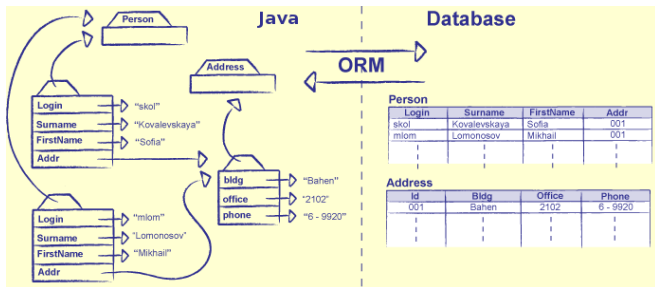 Java
Database
Person
Address
ORM
Login "skol"
Surname "Kovalevskaya"
FirstName "Sofia"
Addr
bldg "Bahen"
office "2102"
phone "6 - 9920"
Login "mlom"
Surname "Lomonosov"
FirstName "Mikhail"
Addr
Person
Login Surname FirstName Addr
skol Kovalevskaya Sofia 001
mlom Lomonosov Mikhail 001
Address
Id Bldg Office Phone
001 Bahen 2102 6 - 9920